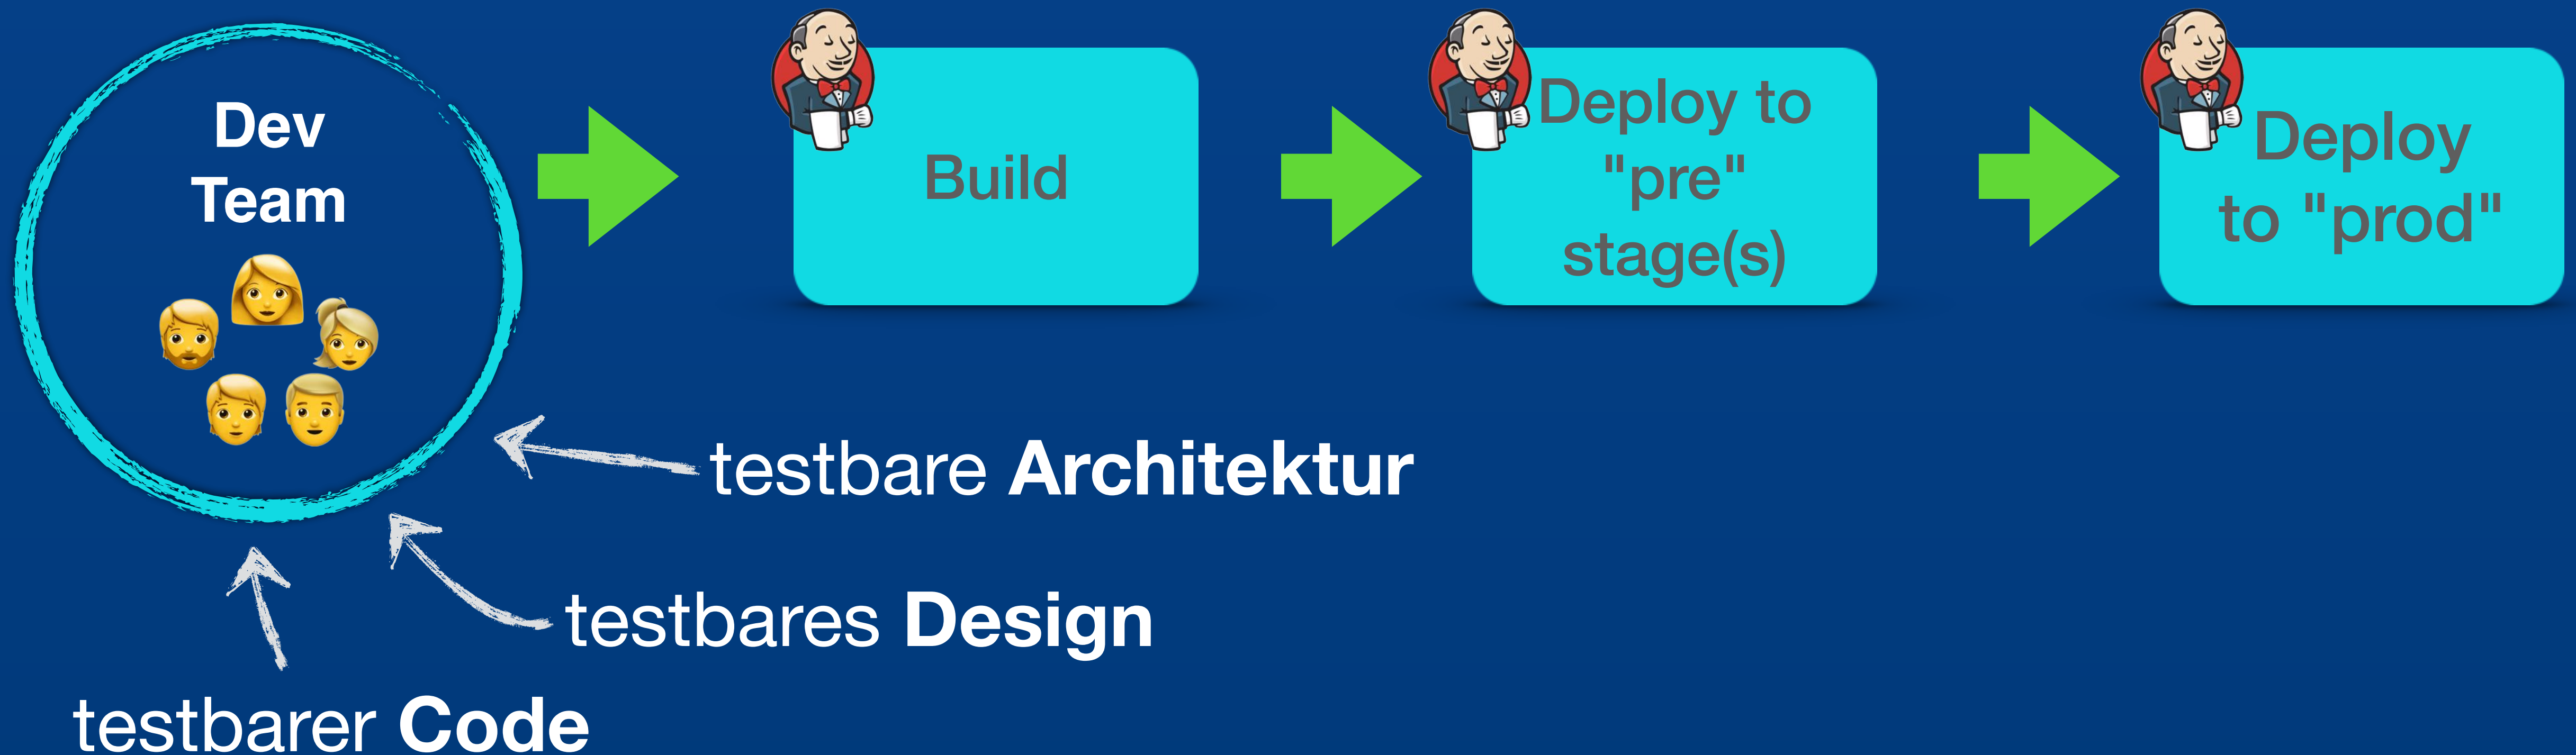 Dev
Team
Build
Deploy to
"pre"
stage(s)
Deploy
to "prod"
testbare Architektur
testbares Design
testbarer Code